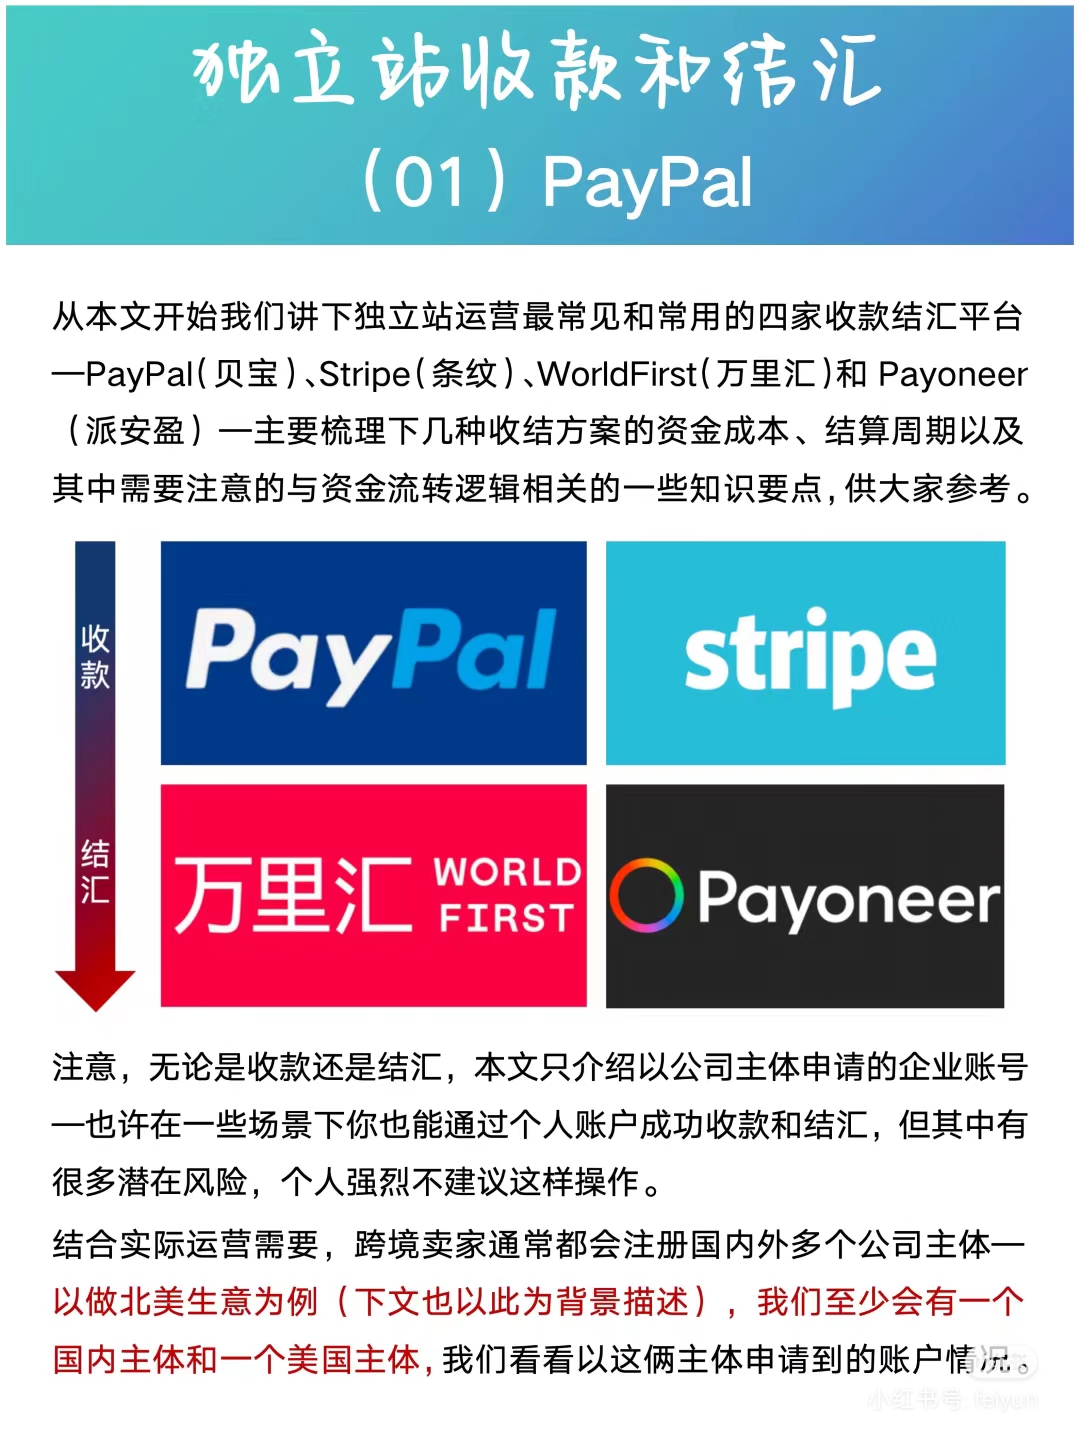 独立站收款和结汇
（01）PayPal
从本文开始我们讲下独立站运营最常见和常用的四家收款结汇平台
—PayPal（贝宝）、Stripe（条纹）、WorldFirst（万里汇）和 Payoneer
（派安盈）—主要梳理下几种收结方案的资金成本、结算周期以及
其中需要注意的与资金流转逻辑相关的一些知识要点，供大家参考。
收款
结汇
PayPal
stripe
万里汇 WORLD FIRST
Payoneer
注意，无论是收款还是结汇，本文只介绍以公司主体申请的企业账号
—也许在一些场景下你也能通过个人账户成功收款和结汇，但其中有
很多潜在风险，个人强烈不建议这样操作。
结合实际运营需要，跨境卖家通常都会注册国内外多个公司主体—
以做北美生意为例（下文也以此为背景描述），我们至少会有一个
国内主体和一个美国主体，我们看看以这俩主体申请到的账户情况。
小红书号: feiyun